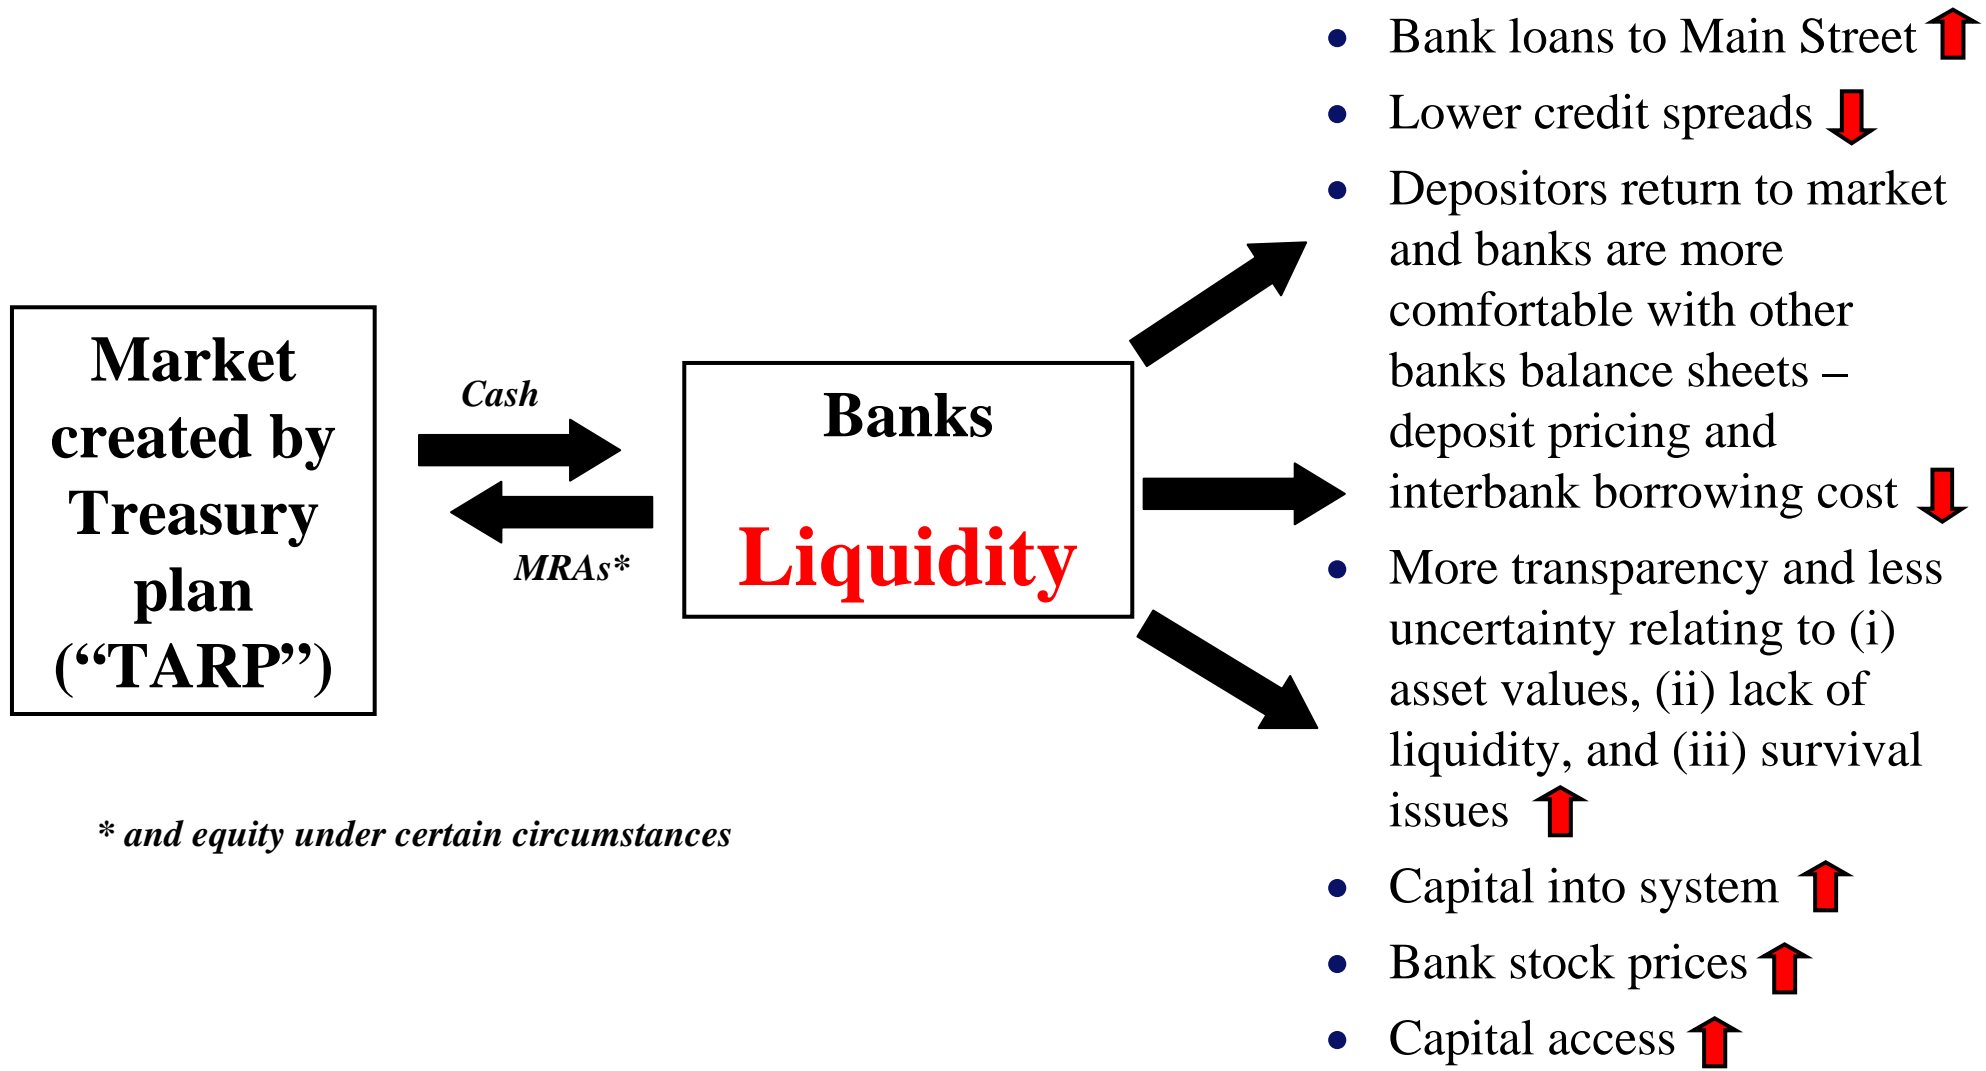 Market
created by
Treasury
plan
(“TARP”)
Cash
MRAs*
Banks
Liquidity
* and equity under certain circumstances
• Bank loans to Main Street
• Lower credit spreads
• Depositors return to market
and banks are more
comfortable with other
banks balance sheets –
deposit pricing and
interbank borrowing cost
• More transparency and less
uncertainty relating to (i)
asset values, (ii) lack of
liquidity, and (iii) survival
issues
• Capital into system
• Bank stock prices
• Capital access